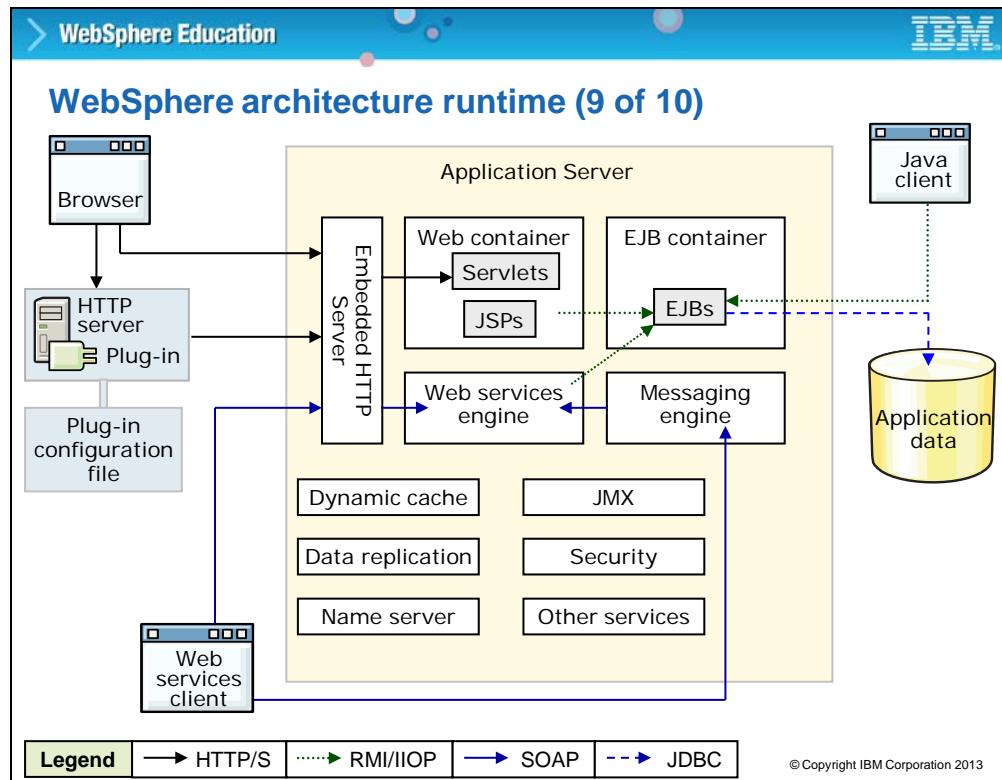 WebSphere Education
IBM
WebSphere architecture runtime (9 of 10)
Browser
Application Server
Java
client
HTTP
server
Plug-in
Plug-in
configuration
file
Embedded HTTP
Server
Web container
Servlets
JSPs
EJB container
EJBs
Web services
engine
Messaging
engine
Application
data
Dynamic cache
JMX
Data replication
Security
Name server
Other services
Web
services
client
Legend
HTTP/S
RMI/IIOP
SOAP
JDBC
© Copyright IBM Corporation 2013